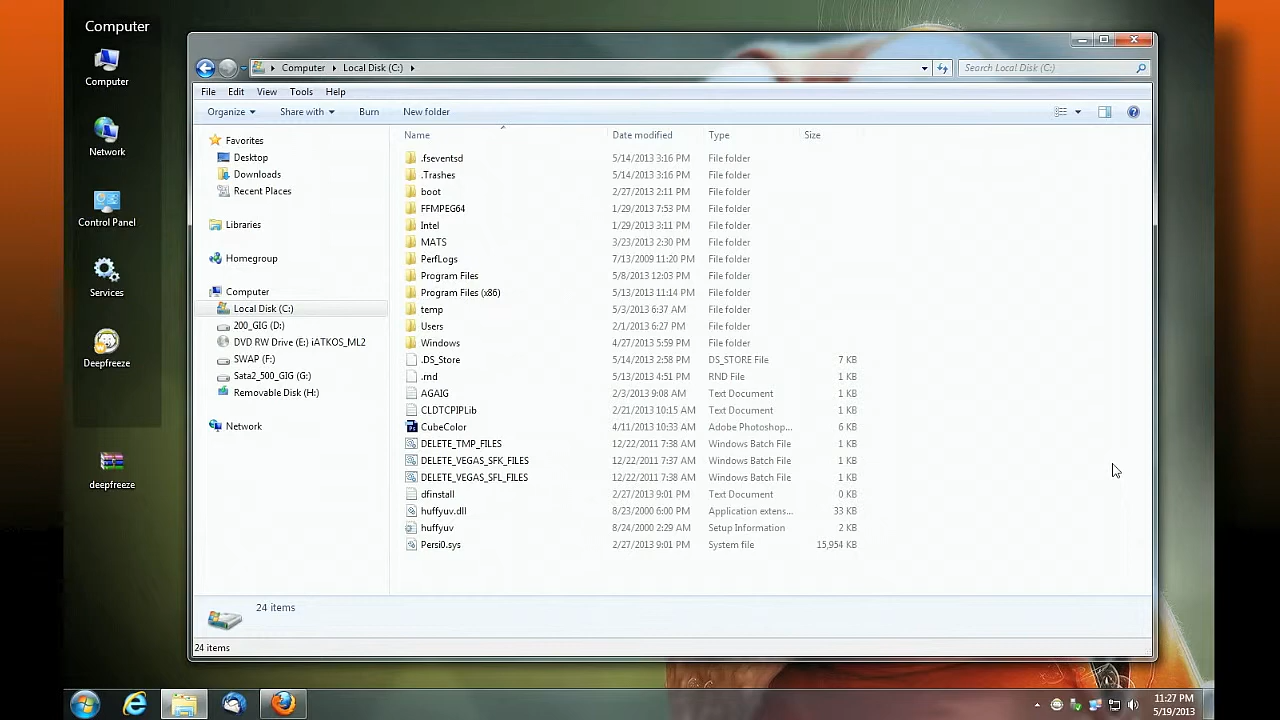 Computer
Computer
Network
Control Panel
Services
Deepfreeze
deepfreeze
Computer Local Disk (C:)
Search Local Disk (C:)
File Edit View Tools Help
Organize Share with Burn New folder
Favorites
Desktop
Downloads
Recent Places
Libraries
Homegroup
Computer
Local Disk (C:)
200_GIG (D:)
DVD RW Drive (E:) iATKOS_ML2
SWAP (F:)
Sata2_500_GIG (G:)
Removable Disk (H:)
Network
Name Date modified Type Size
.fseventsd 5/14/2013 3:16 PM File folder
.Trashes 5/14/2013 3:16 PM File folder
boot 2/27/2013 2:11 PM File folder
FFMPEG64 1/29/2013 7:53 PM File folder
Intel 1/29/2013 3:11 PM File folder
MATS 3/23/2013 2:30 PM File folder
PerfLogs 7/13/2009 11:20 PM File folder
Program Files 5/8/2013 12:03 PM File folder
Program Files (x86) 5/13/2013 11:14 PM File folder
temp 5/3/2013 6:37 AM File folder
Users 2/1/2013 6:27 PM File folder
Windows 4/27/2013 5:59 PM File folder
.DS_Store 5/14/2013 2:58 PM DS_STORE File 7 KB
.md 5/13/2013 4:51 PM RND File 1 KB
AGAIG 2/3/2013 9:08 AM Text Document 1 KB
CLDTCPIPLib 2/21/2013 10:15 AM Text Document 1 KB
CubeColor 4/11/2013 10:33 AM Adobe Photoshop... 6 KB
DELETE_TMP_FILES 12/22/2011 7:38 AM Windows Batch File 1 KB
DELETE_VEGAS_SFK_FILES 12/22/2011 7:37 AM Windows Batch File 1 KB
DELETE_VEGAS_SFL_FILES 12/22/2011 7:38 AM Windows Batch File 1 KB
dfinstall 2/27/2013 9:01 PM Text Document 0 KB
huffyuv.dll 8/23/2000 6:00 PM Application extens... 33 KB
huffyuv 8/24/2000 2:29 AM Setup Information 2 KB
Persi0.sys 2/27/2013 9:01 PM System file 15,954 KB
24 items
24 items
11:27 PM
5/19/2013